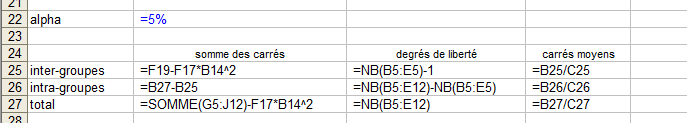 21
22 alpha =5%
23
24 somme des carrés degrés de liberté carrés moyens
25 inter-groupes =F19-F17*B14^2 =NB(B5:E5)-1 =B25/C25
26 intra-groupes =B27-B25 =NB(B5:E12)-NB(B5:E5) =B26/C26
27 total =SOMME(G5:J12)-F17*B14^2 =NB(B5:E12) =B27/C27
28